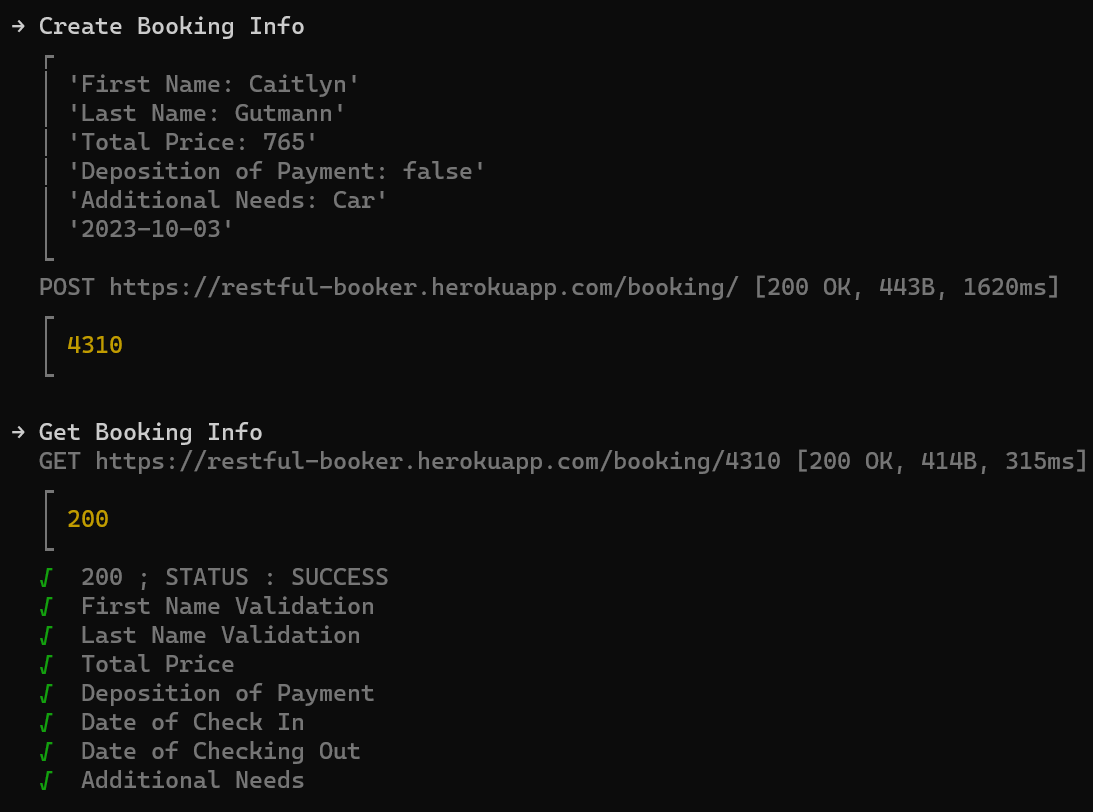 → Create Booking Info
'First Name: Caitlyn'
'Last Name: Gutmann'
'Total Price: 765'
'Deposition of Payment: false'
'Additional Needs: Car'
'2023-10-03'
POST https://restful-booker.herokuapp.com/booking/ [200 OK, 443B, 1620ms]
4310
→ Get Booking Info
GET https://restful-booker.herokuapp.com/booking/4310 [200 OK, 414B, 315ms]
200
√ 200 ; STATUS : SUCCESS
√ First Name Validation
√ Last Name Validation
√ Total Price
√ Deposition of Payment
√ Date of Check In
√ Date of Checking Out
√ Additional Needs